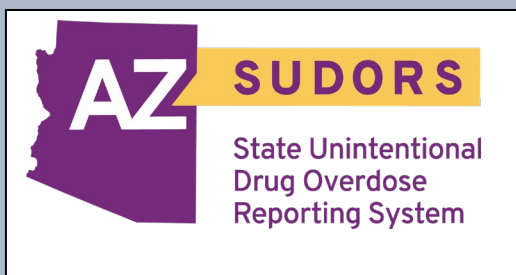 AZ
SUDORS
State Unintentional
Drug Overdose
Reporting System